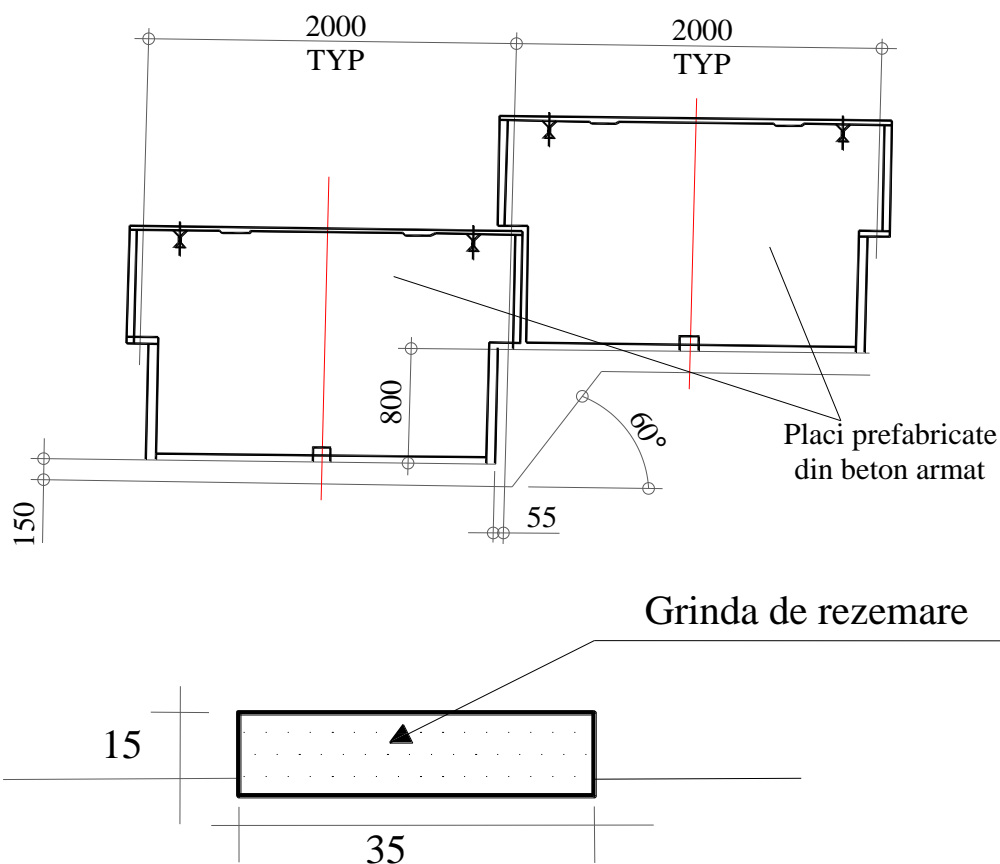 2000
TYP
2000
TYP
800
60°
Placi prefabricate
din beton armat
150
55
Grinda de rezemare
15
35